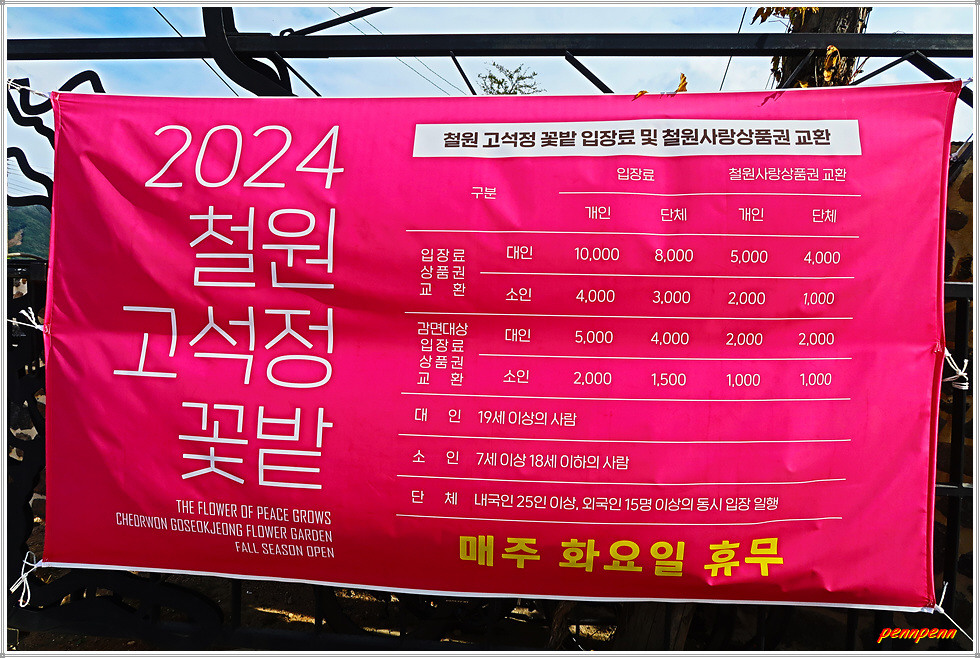 2024
철원
고석정
꽃밭
THE FLOWER OF PEACE GROWS
CHEORWON GOSEOKJEONG FLOWER GARDEN
FALL SEASON OPEN
철원 고석정 꽃밭 입장료 및 철원사랑상품권 교환
구분 입장료 철원사랑상품권 교환
개인 단체 개인 단체
입장료
상품권
교 환
대인 10,000 8,000 5,000 4,000
소인 4,000 3,000 2,000 1,000
감면대상
입장료
상품권
교 환
대인 5,000 4,000 2,000 2,000
소인 2,000 1,500 1,000 1,000
대 인 19세 이상의 사람
소 인 7세 이상 18세 이하의 사람
단 체 내국인 25인 이상, 외국인 15명 이상의 동시 입장 일행
매주 화요일 휴무
pennpenn